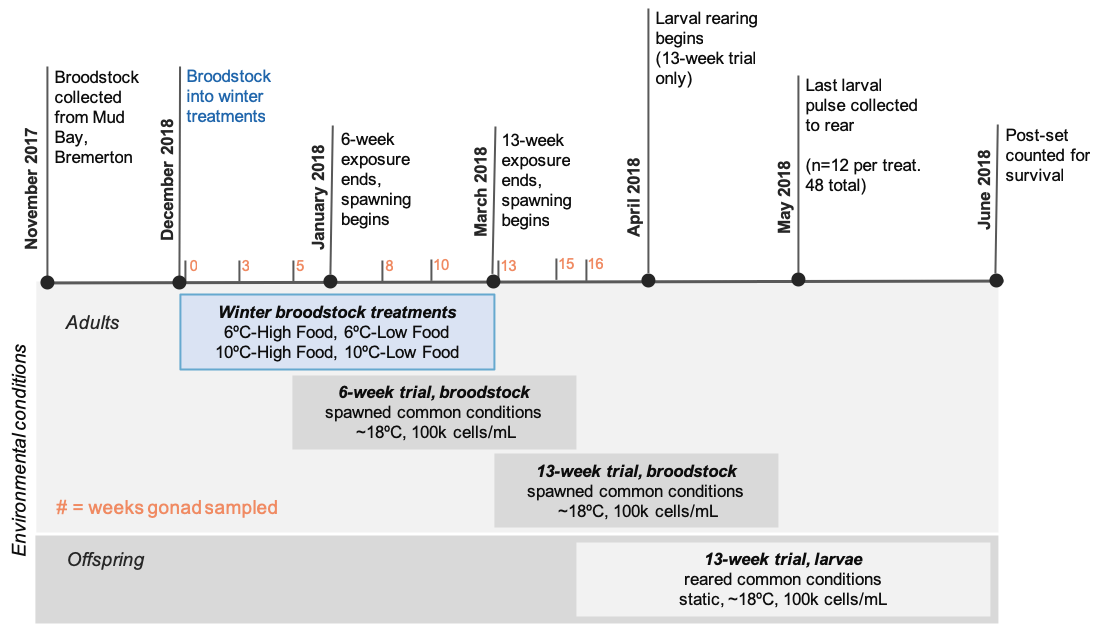 November 2017
Broodstock
collected
from Mud
Bay,
Bremerton
December 2018
Broodstock
into winter
treatments
January 2018
6-week
exposure
ends,
spawning
begins
March 2018
13-week
exposure
ends,
spawning
begins
April 2018
Larval rearing
begins
(13-week trial
only)
May 2018
Last larval
pulse collected
to rear
(n=12 per treat.
48 total)
June 2018
Post-set
counted for
survival
0
3
5
8
10
13
15
16
Environmental conditions
Adults
Winter broodstock treatments
6ºC-High Food, 6ºC-Low Food
10ºC-High Food, 10ºC-Low Food
6-week trial, broodstock
spawned common conditions
~18ºC, 100k cells/mL
13-week trial, broodstock
spawned common conditions
~18ºC, 100k cells/mL
# = weeks gonad sampled
Offspring
13-week trial, larvae
reared common conditions
static, ~18ºC, 100k cells/mL